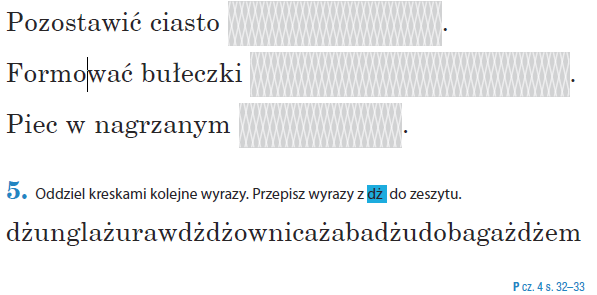 Pozostawić ciasto .
Formować bułeczki .
Piec w nagrzanym .
5. Oddziel kreskami kolejne wyrazy. Przepisz wyrazy z dż do zeszytu.
dżunglażurawdżdżownicażabadżudobagażdżem
P cz. 4 s. 32–33